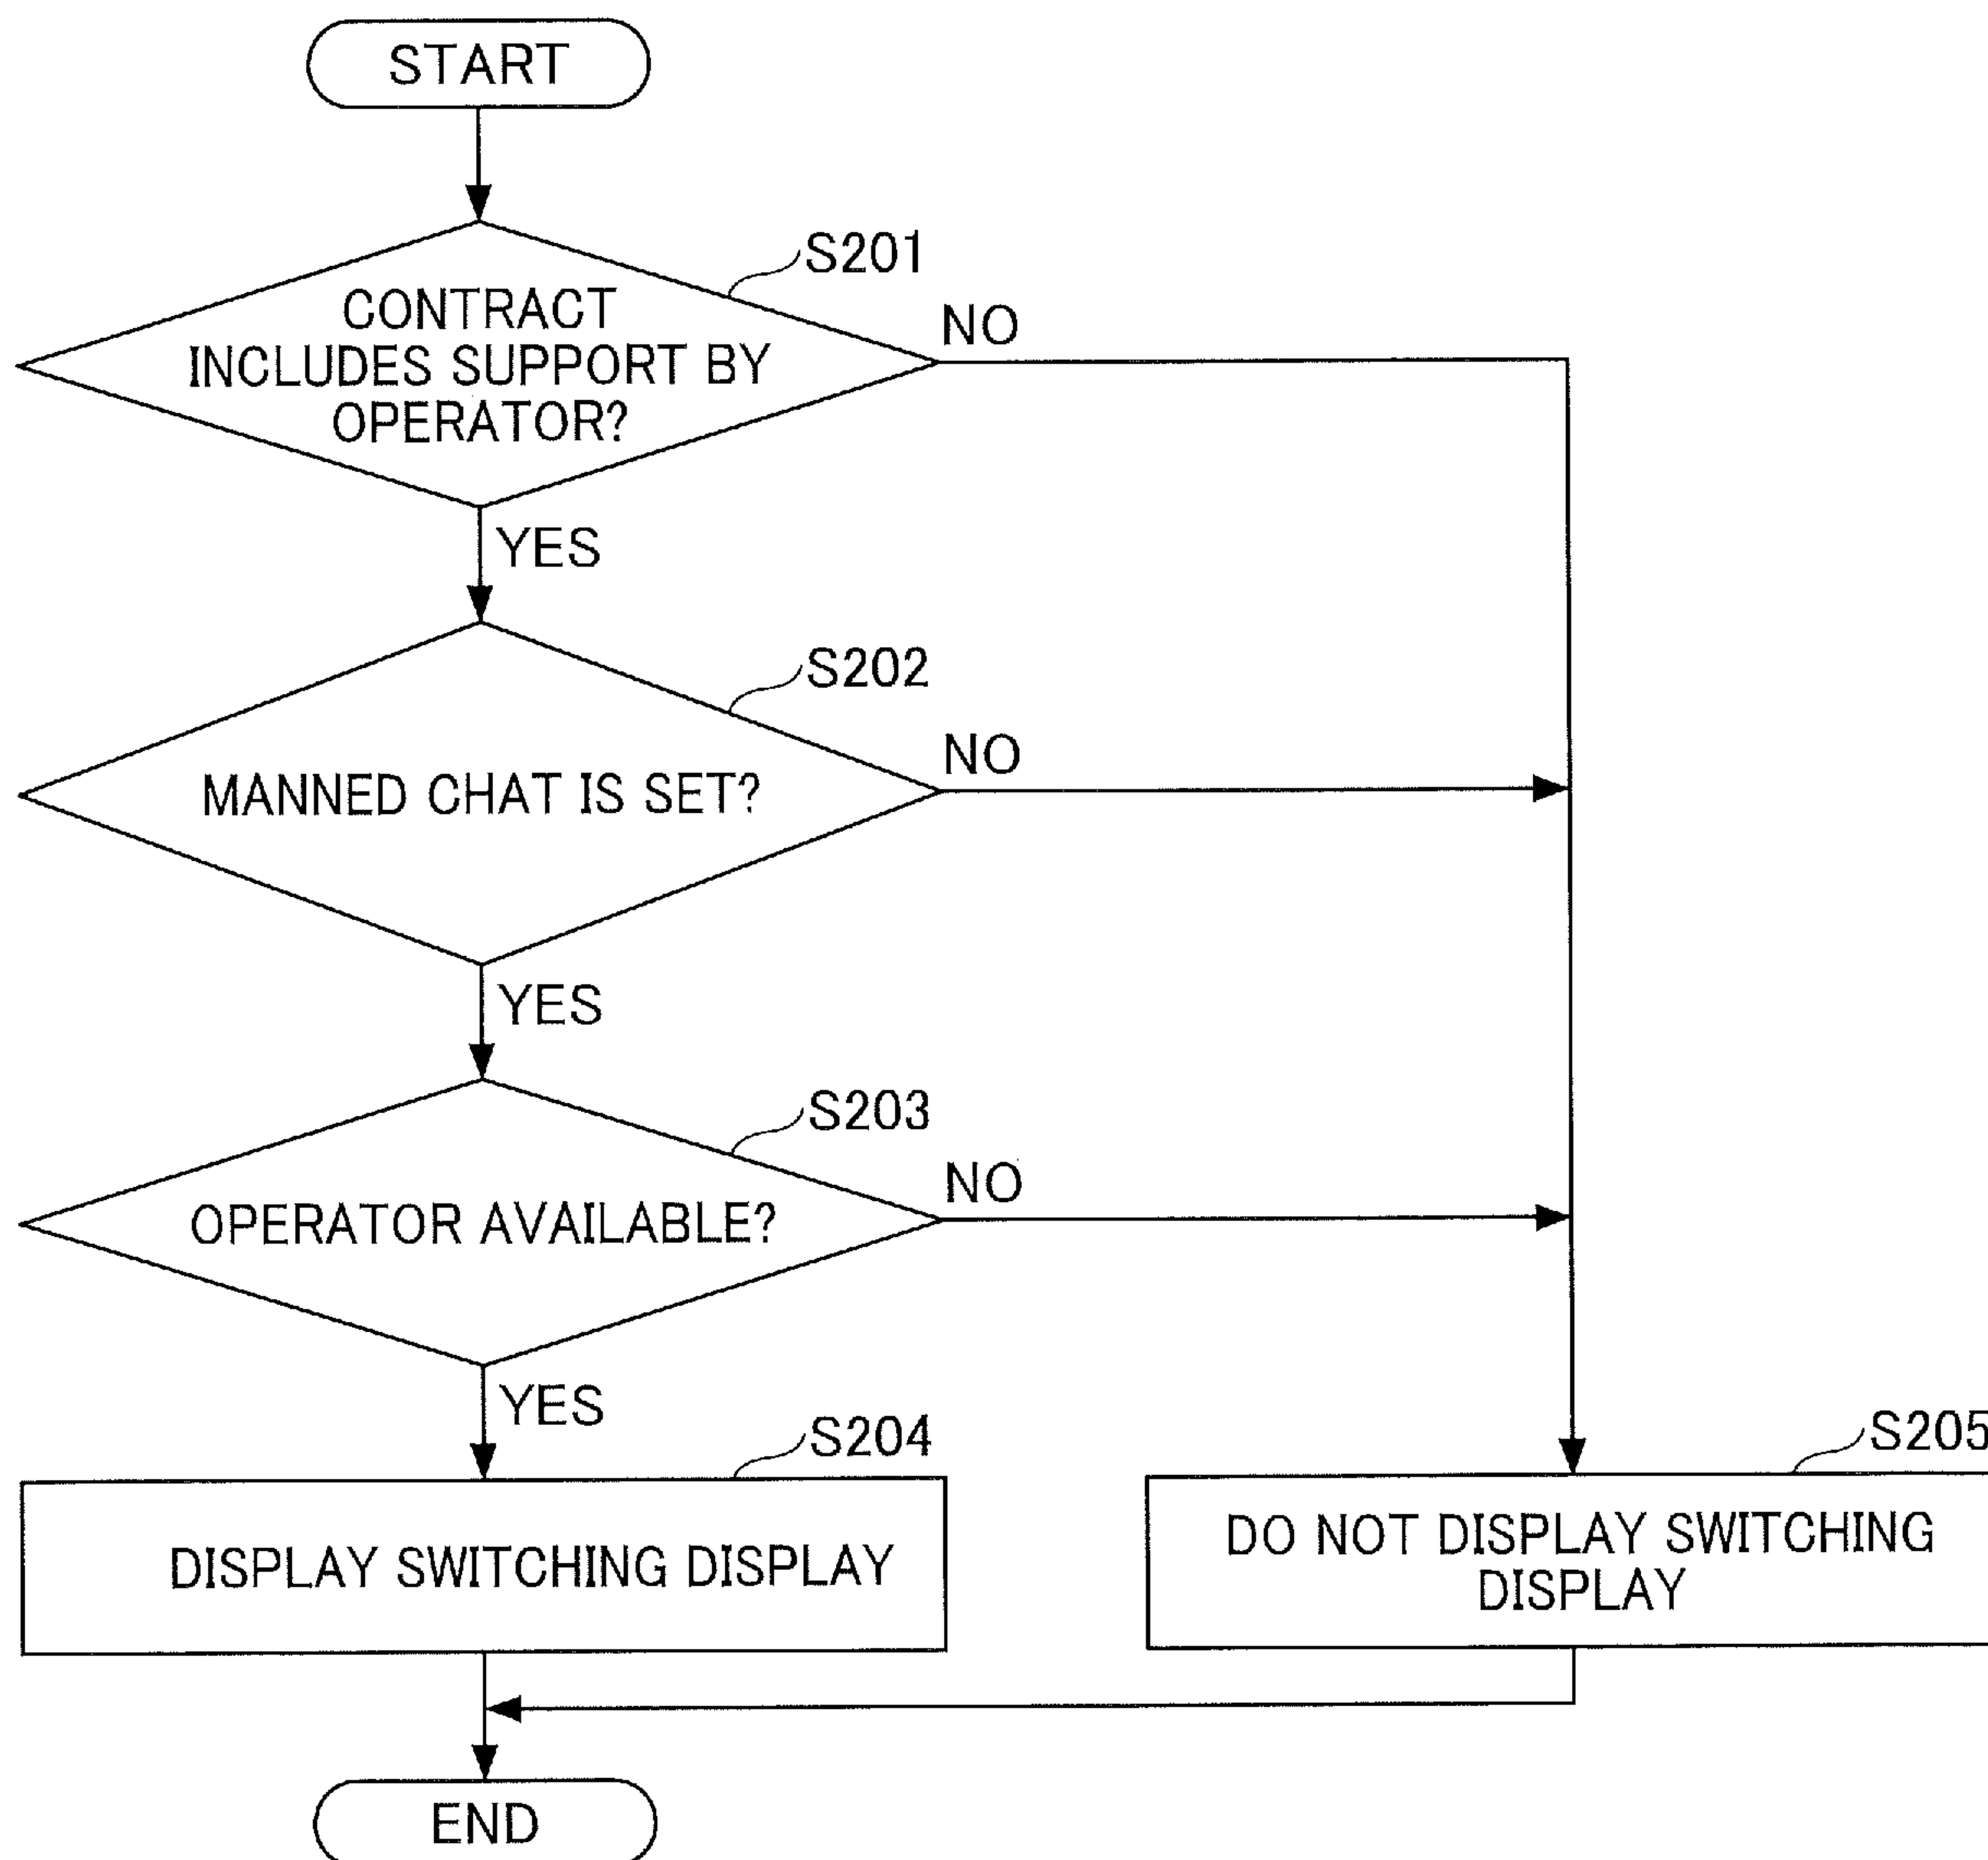 START
S201
CONTRACT
INCLUDES SUPPORT BY
OPERATOR?
NO
YES
S202
MANNED CHAT IS SET?
NO
YES
S203
OPERATOR AVAILABLE?
NO
YES
S204
DISPLAY SWITCHING DISPLAY
S205
DO NOT DISPLAY SWITCHING
DISPLAY
END